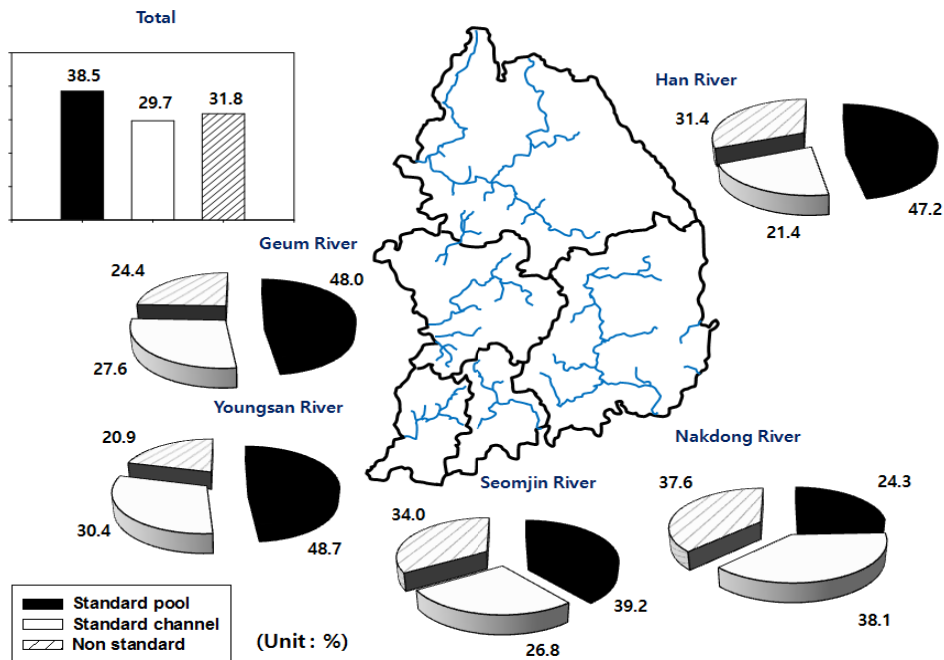 Total
38.5
29.7
31.8
Han River
31.4
47.2
21.4
Geum River
24.4
48.0
27.6
Youngsan River
20.9
48.7
30.4
Seomjin River
34.0
39.2
26.8
Nakdong River
37.6
24.3
38.1
Standard pool
Standard channel
Non standard
(Unit : %)